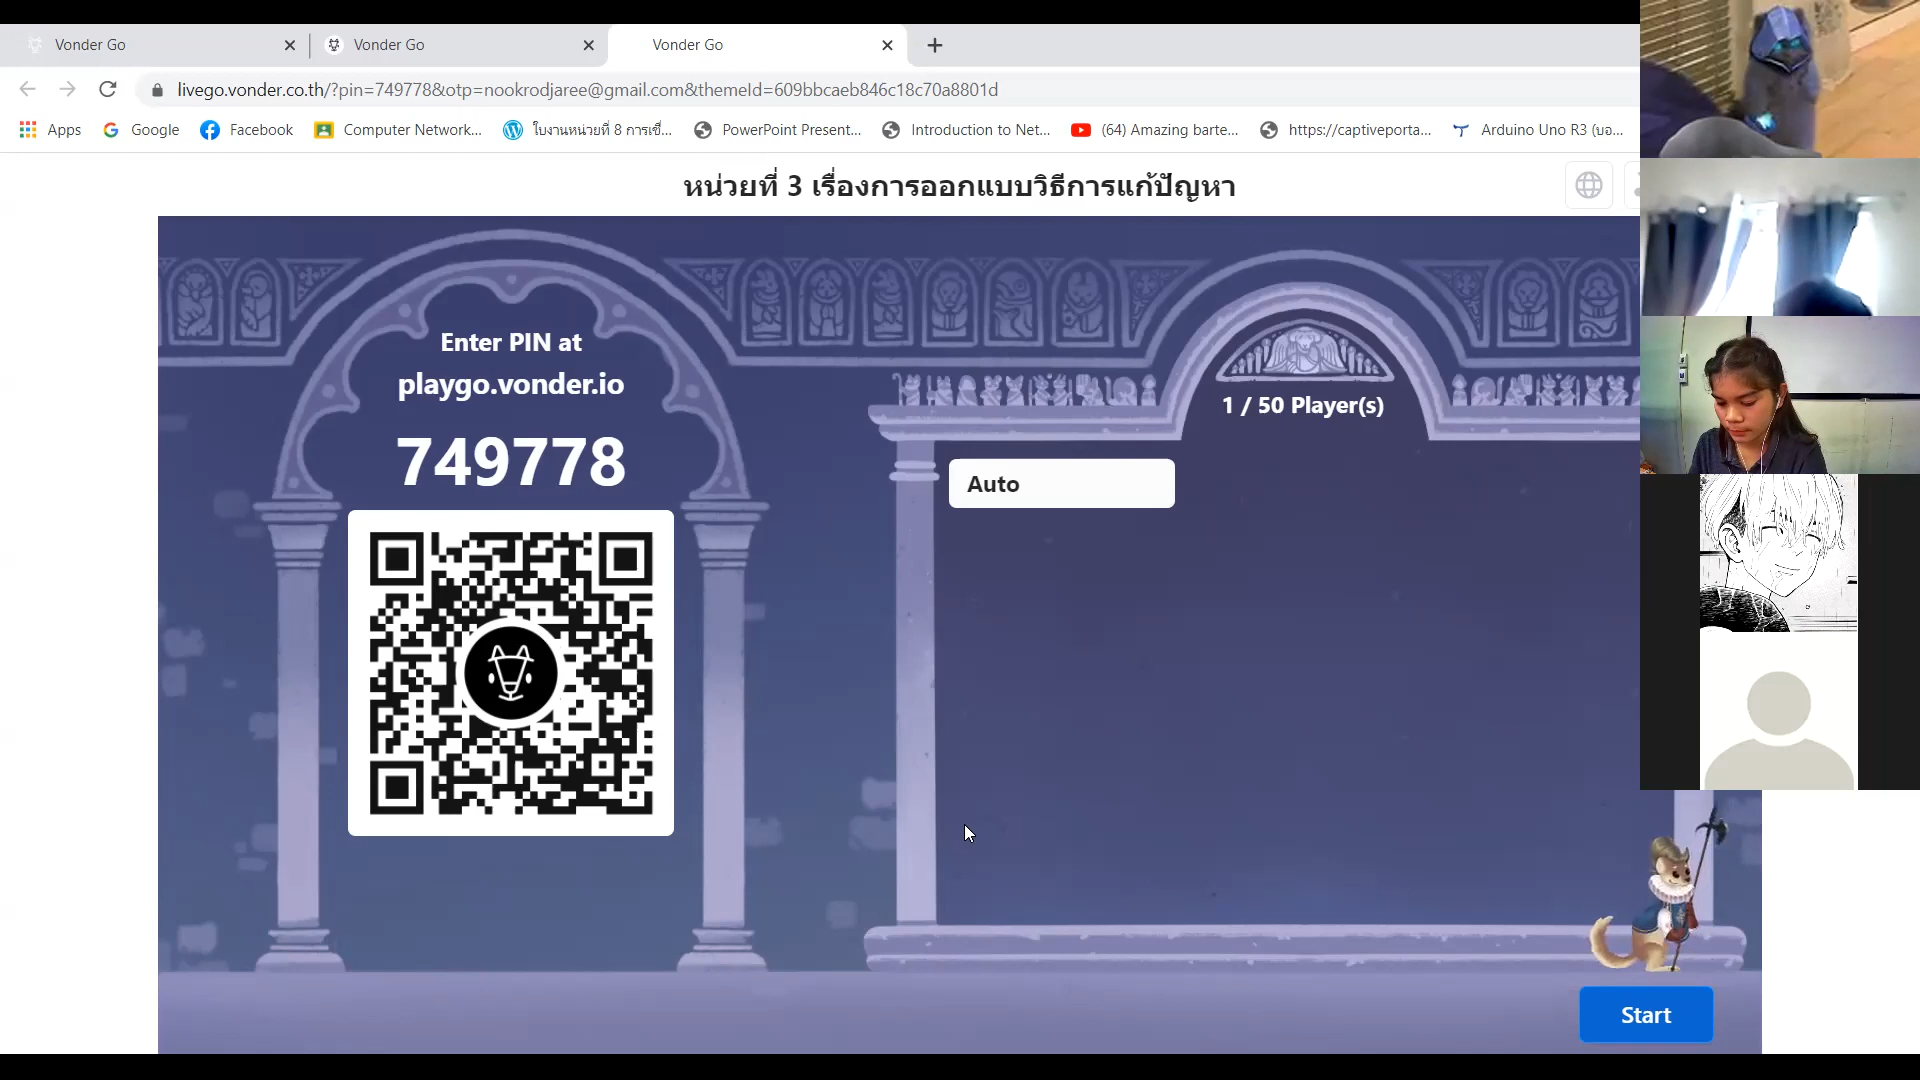 Vonder Go
Vonder Go
Vonder Go
livego.vonder.co.th/?pin=749778&otp=nookrodjaree@gmail.com&themeId=609bbcaeb846c18c70a8801d
Apps
Google
Facebook
Computer Network...
ใบงานหน่วยที่ 8 การเชื่...
PowerPoint Present...
Introduction to Net...
(64) Amazing barte...
https://captiveporta...
Arduino Uno R3 (บอ...
หน่วยที่ 3 เรื่องการออกแบบวิธีการแก้ปัญหา
Enter PIN at
playgo.vonder.io
749778
1 / 50 Player(s)
Auto
Start